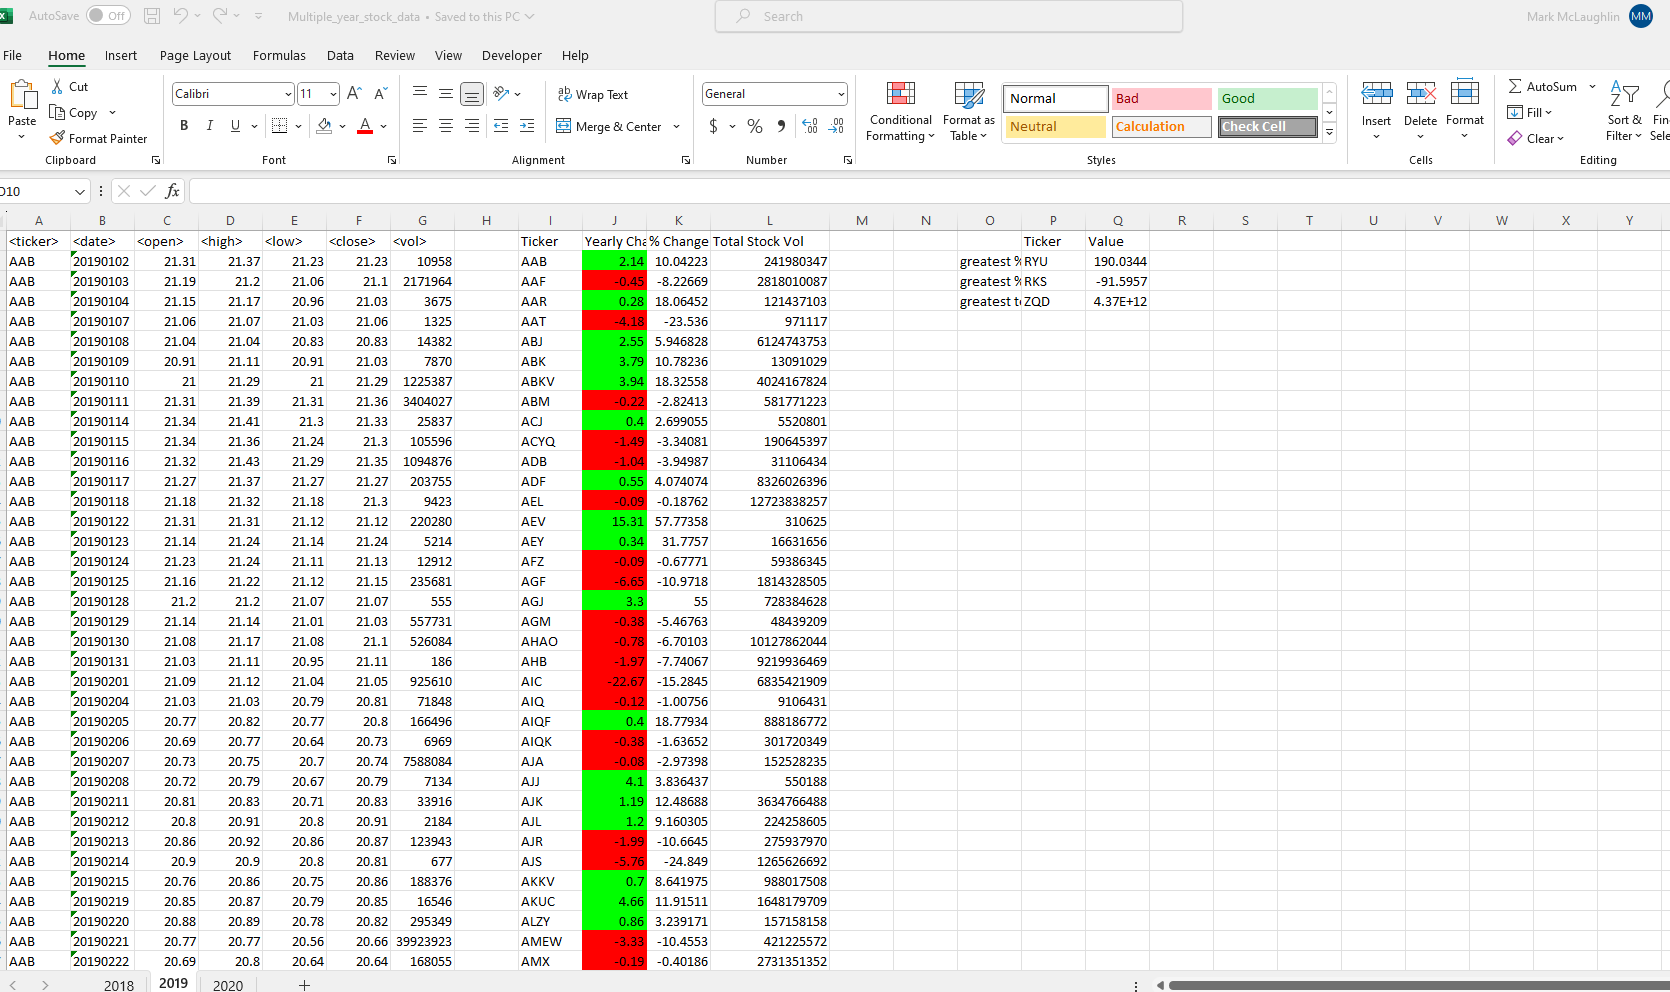 AutoSave Off Multiple_year_stock_data • Saved to this PC Search Mark McLaughlin MM
File Home Insert Page Layout Formulas Data Review View Developer Help
Paste Cut Copy Format Painter Clipboard
Calibri 11 A A B I U A Font
Wrap Text Merge & Center Alignment
General $ % 9 Number
Conditional Formatting Format as Table Normal Bad Good Neutral Calculation Check Cell Styles
Insert Delete Format Cells
AutoSum Fill Clear Sort & Filter Editing
fx
A B C D E F G H I J K L M N O P Q R S T U V W X Y
<ticker> <date> <open> <high> <low> <close> <vol> Ticker Yearly Cha % Change Total Stock Vol Ticker Value
AAB 20190102 21.31 21.37 21.23 21.23 10958 AAB 2.14 10.04223 241980347 greatest % RYU 190.0344
AAB 20190103 21.19 21.2 21.06 21.1 2171964 AAF -0.45 -8.22669 2818010087 greatest % RKS -91.5957
AAB 20190104 21.15 21.17 20.96 21.03 3675 AAR 0.28 18.06452 121437103 greatest to ZQD 4.37E+12
AAB 20190107 21.06 21.07 21.03 21.06 1325 AAT -4.18 -23.536 971117
AAB 20190108 21.04 21.04 20.83 20.83 14382 ABJ 2.55 5.946828 6124743753
AAB 20190109 20.91 21.11 20.91 21.03 7870 ABK 3.79 10.78236 13091029
AAB 20190110 21 21.29 21 21.29 1225387 ABKV 3.94 18.32558 4024167824
AAB 20190111 21.31 21.39 21.31 21.36 3404027 ABM -0.22 -2.82413 581771223
AAB 20190114 21.34 21.41 21.3 21.33 25837 ACJ 0.4 2.699055 5520801
AAB 20190115 21.34 21.36 21.24 21.3 105596 ACYQ -1.49 -3.34081 190645397
AAB 20190116 21.32 21.43 21.29 21.35 1094876 ADB -1.04 -3.94987 31106434
AAB 20190117 21.27 21.37 21.27 21.27 203755 ADF 0.55 4.074074 8326026396
AAB 20190118 21.18 21.32 21.18 21.3 9423 AEL -0.09 -0.18762 12723838257
AAB 20190122 21.31 21.31 21.12 21.12 220280 AEV 15.31 57.77358 310625
AAB 20190123 21.14 21.24 21.14 21.24 5214 AEY 0.34 31.7757 16631656
AAB 20190124 21.23 21.24 21.11 21.13 12912 AFZ -0.09 -0.67771 59386345
AAB 20190125 21.16 21.22 21.12 21.15 235681 AGF -6.65 -10.9718 1814328505
AAB 20190128 21.2 21.2 21.07 21.07 555 AGJ 3.3 55 728384628
AAB 20190129 21.14 21.14 21.01 21.03 557731 AGM -0.38 -5.46763 48439209
AAB 20190130 21.08 21.17 21.08 21.1 526084 AHAO -0.78 -6.70103 10127862044
AAB 20190131 21.03 21.11 20.95 21.11 186 AHB -1.97 -7.74067 9219936469
AAB 20190201 21.09 21.12 21.04 21.05 925610 AIC -22.67 -15.2845 6835421909
AAB 20190204 21.03 21.03 20.79 20.81 71848 AIQ -0.12 -1.00756 9106431
AAB 20190205 20.77 20.82 20.77 20.8 166496 AIQF 0.4 18.77934 888186772
AAB 20190206 20.69 20.77 20.64 20.73 6969 AIQK -0.38 -1.63652 301720349
AAB 20190207 20.73 20.75 20.7 20.74 7588084 AJA -0.08 -2.97398 152528235
AAB 20190208 20.72 20.79 20.67 20.79 7134 AJJ 4.1 3.836437 550188
AAB 20190211 20.81 20.83 20.71 20.83 33916 AJK 1.19 12.48688 3634766488
AAB 20190212 20.8 20.91 20.8 20.91 2184 AJL 1.2 9.160305 224258605
AAB 20190213 20.86 20.92 20.86 20.87 123943 AJR -1.99 -10.6645 275937970
AAB 20190214 20.9 20.9 20.8 20.81 677 AJS -5.76 -24.849 1265626692
AAB 20190215 20.76 20.86 20.75 20.86 188376 AKKV 0.7 8.641975 988017508
AAB 20190219 20.85 20.87 20.79 20.85 16546 AKUC 4.66 11.91511 1648179709
AAB 20190220 20.88 20.89 20.78 20.82 295349 ALZY 0.86 3.239171 157158158
AAB 20190221 20.77 20.77 20.56 20.66 39923923 AMEW -3.33 -10.4553 421225572
AAB 20190222 20.69 20.8 20.64 20.64 168055 AMX -0.19 -0.40186 2731351352
2018 2019 2020